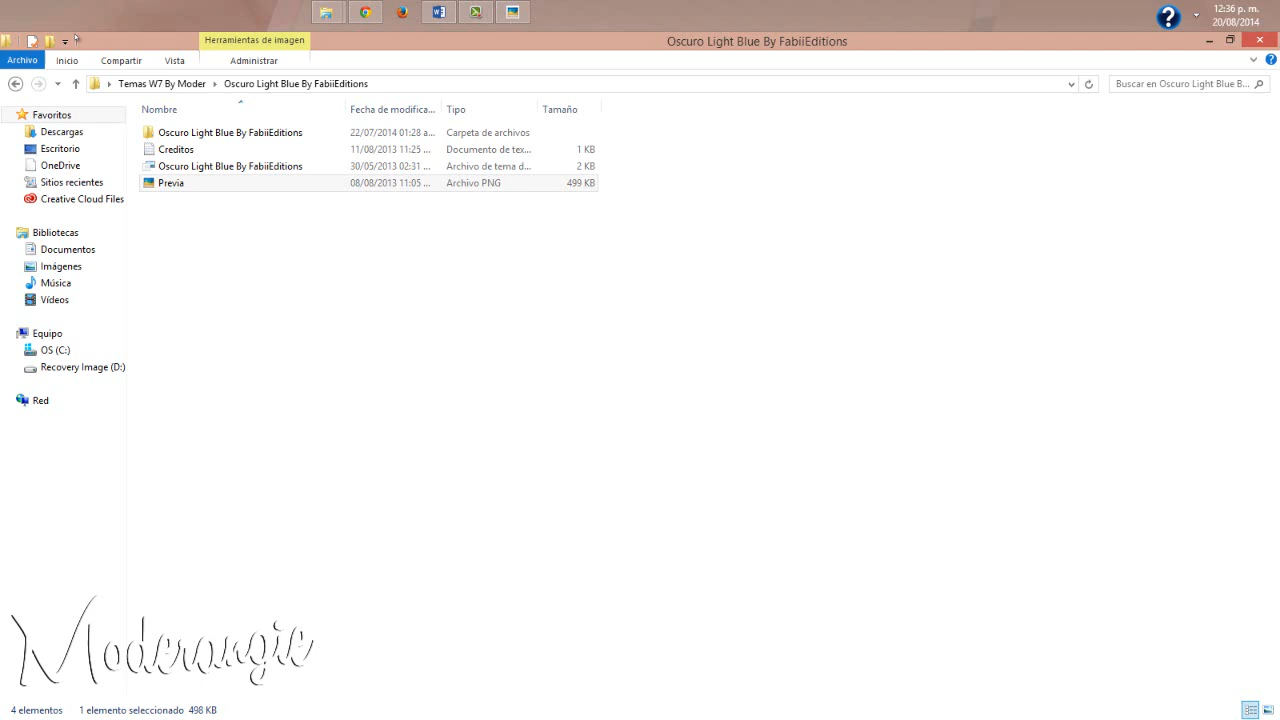 12:36 p. m.
20/08/2014
Herramientas de imagen
Oscuro Light Blue By FabiiEditions
Archivo Inicio Compartir Vista Administrar
Temas W7 By Moder Oscuro Light Blue By FabiiEditions
Buscar en Oscuro Light Blue B...
Nombre Fecha de modifica... Tipo Tamaño
Oscuro Light Blue By FabiiEditions 22/07/2014 01:28 a... Carpeta de archivos
Creditos 11/08/2013 11:25 ... Documento de tex... 1 KB
Oscuro Light Blue By FabiiEditions 30/05/2013 02:31 ... Archivo de tema d... 2 KB
Previa 08/08/2013 11:05 ... Archivo PNG 499 KB
Favoritos
Descargas
Escritorio
OneDrive
Sitios recientes
Creative Cloud Files
Bibliotecas
Documentos
Imágenes
Música
Vídeos
Equipo
OS (C:)
Recovery Image (D:)
Red
Moderangie
4 elementos 1 elemento seleccionado 498 KB